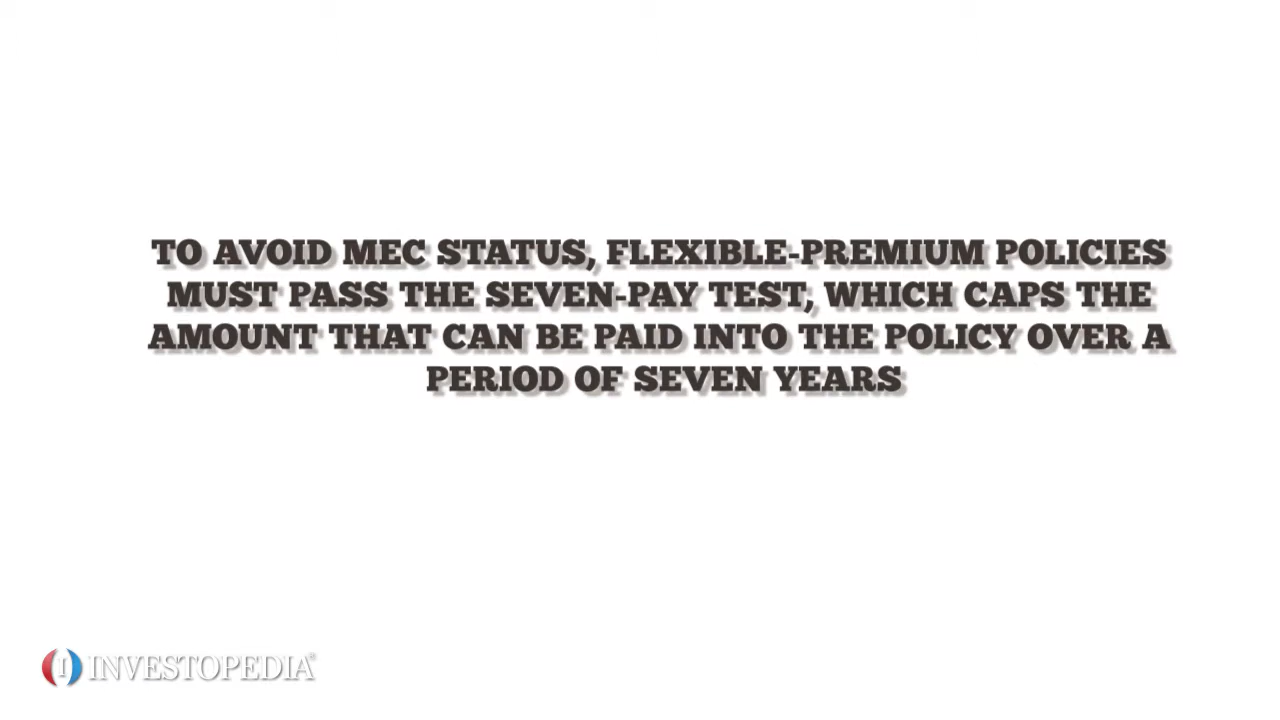 TO AVOID MEC STATUS, FLEXIBLE-PREMIUM POLICIES
MUST PASS THE SEVEN-PAY TEST, WHICH CAPS THE
AMOUNT THAT CAN BE PAID INTO THE POLICY OVER A
PERIOD OF SEVEN YEARS
I INVESTOPEDIA®